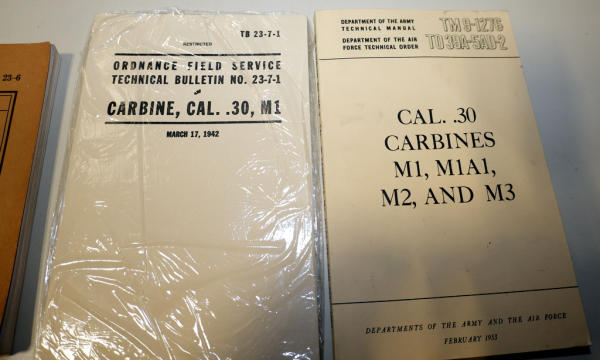 23-6
TB 23-7-1
RESTRICTED
ORDNANCE FIELD SERVICE
TECHNICAL BULLETIN NO. 23-7-1
on
CARBINE, CAL. .30, M1
MARCH 17, 1942
DEPARTMENT OF THE ARMY
TECHNICAL MANUAL
DEPARTMENT OF THE AIR
FORCE TECHNICAL ORDER
TM 9-1276
TO 39A-5AD-2
CAL. .30
CARBINES
M1, M1A1,
M2, AND M3
DEPARTMENTS OF THE ARMY AND THE AIR FORCE
FEBRUARY 1953